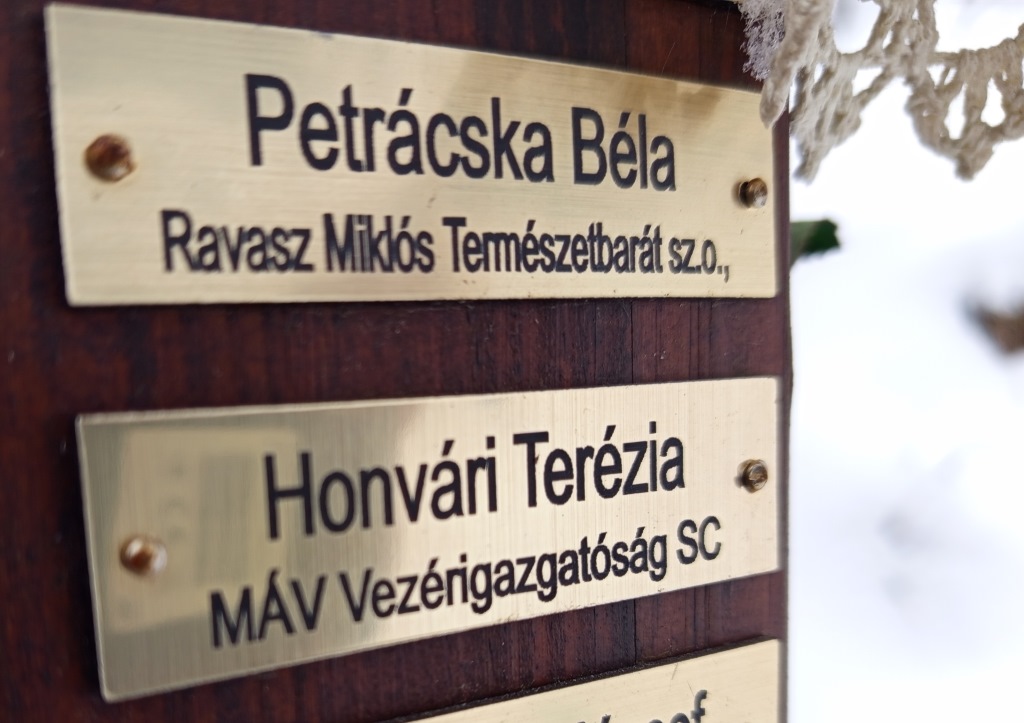 Petrácska Béla
Ravasz Miklós Természetbarát sz.o.,
Honvári Terézia
MÁV Vezérigazgatóság SC